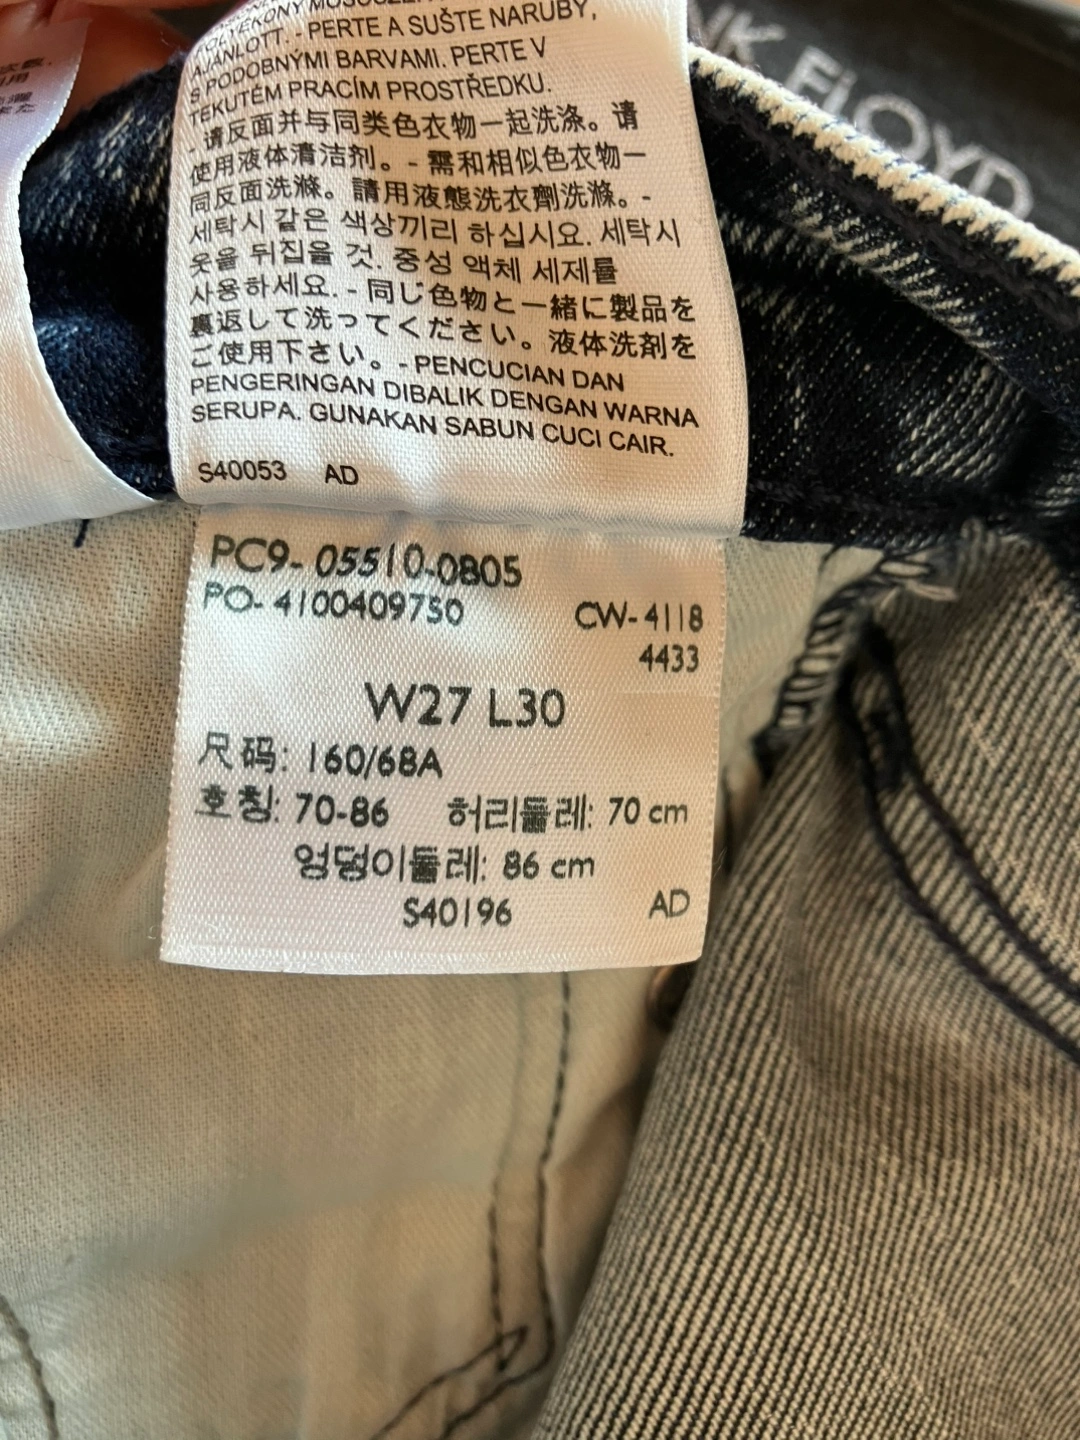 - PERTE A SUŠTE NARUBY,
AJÁNLOTT. -
S PODOBNÝMI BARVAMI. PERTE V
TEKUTÉM PRACÍM PROSTŘEDKU.
- 请反面并与同类色衣物一起洗涤。请
使用液体清洁剂。- 需和相似色衣物一
同反面洗滌。請用液態洗衣劑洗滌。-
세탁시 같은 색상끼리 하십시요. 세탁시
옷을 뒤집을 것. 중성 액체 세제를
사용하세요. - 同じ色物と一緒に製品を
裏返して洗ってください。液体洗剤を
ご使用下さい。- PENCUCIAN DAN
PENGERINGAN DIBALIK DENGAN WARNA
SERUPA. GUNAKAN SABUN CUCI CAIR.
S40053 AD
PC9-05510-0805
PO-4100409750 CW-4118
4433
W27 L30
尺码: 160/68A
호칭: 70-86 허리둘레: 70 cm
엉덩이둘레: 86 cm
S40196 AD
FLOYD